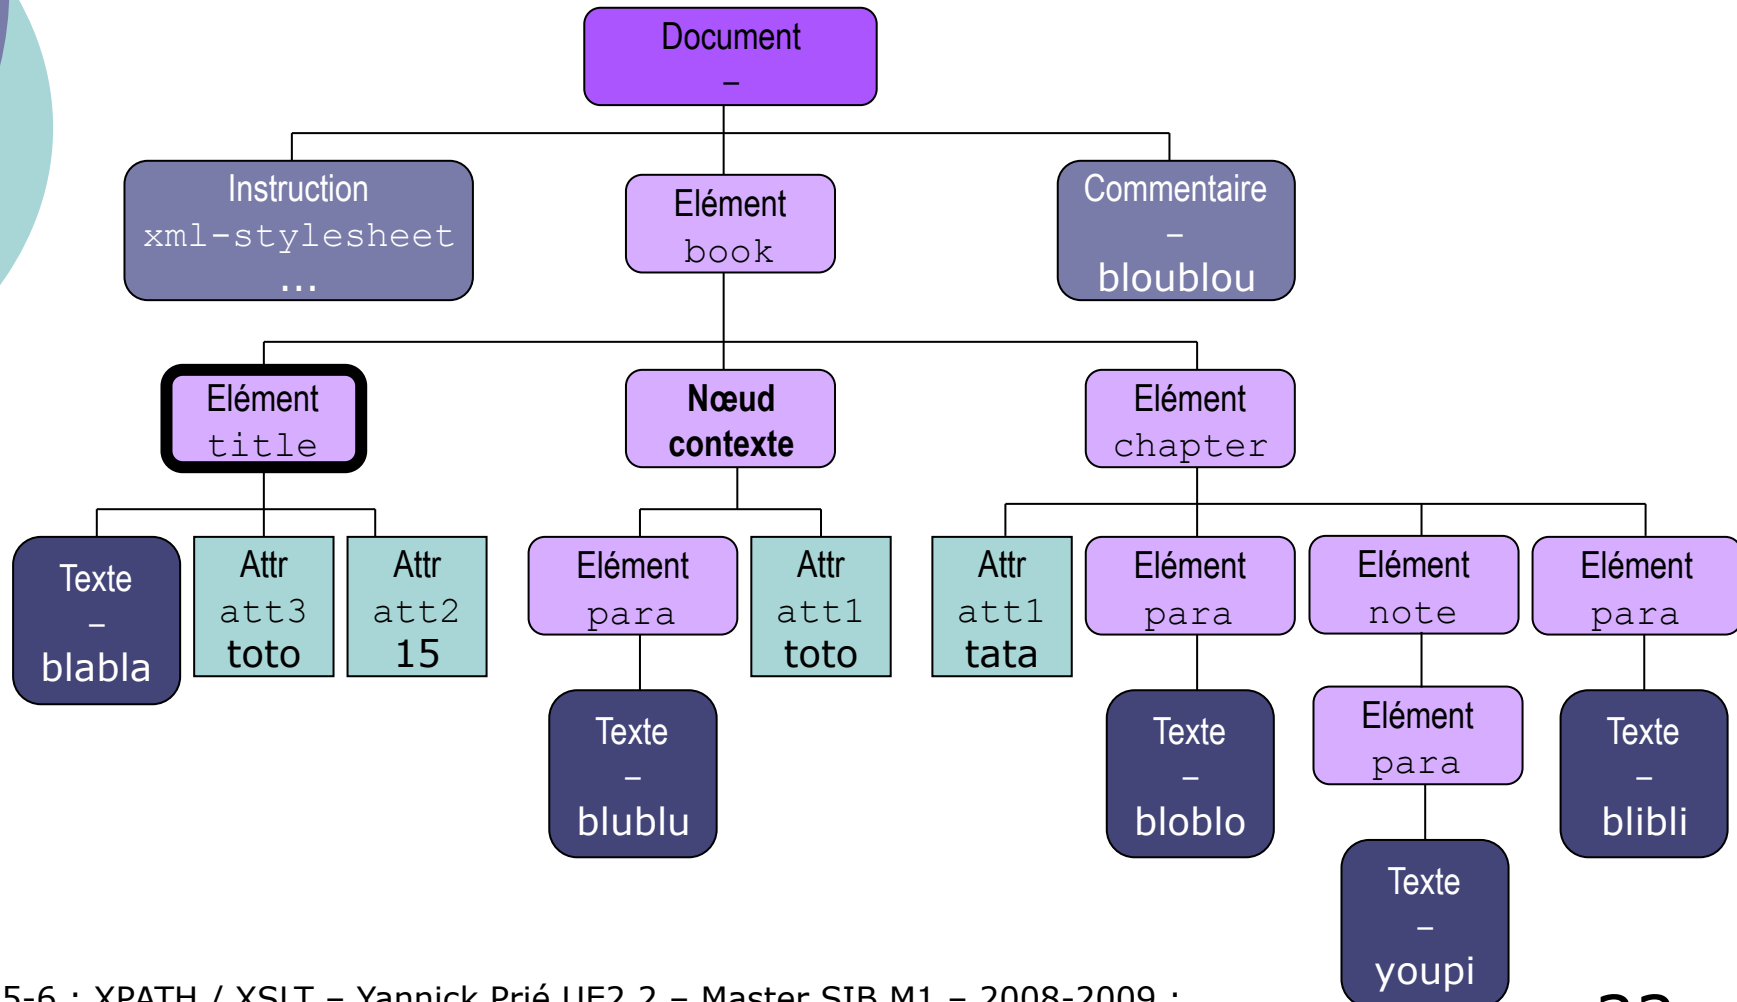 Document
–
Instruction
xml-stylesheet
...
Elément
book
Commentaire
–
bloublou
Elément
title
Nœud
contexte
Elément
chapter
Texte
–
blabla
Attr
att3
toto
Attr
att2
15
Elément
para
Attr
att1
toto
Attr
att1
tata
Elément
para
Elément
note
Elément
para
Texte
–
blublu
Texte
–
bloblo
Elément
para
Texte
–
blibli
Texte
–
youpi
5-6 : XPATH / XSLT – Yannick Prié UE2.2 – Master SIB M1 – 2008-2009 :